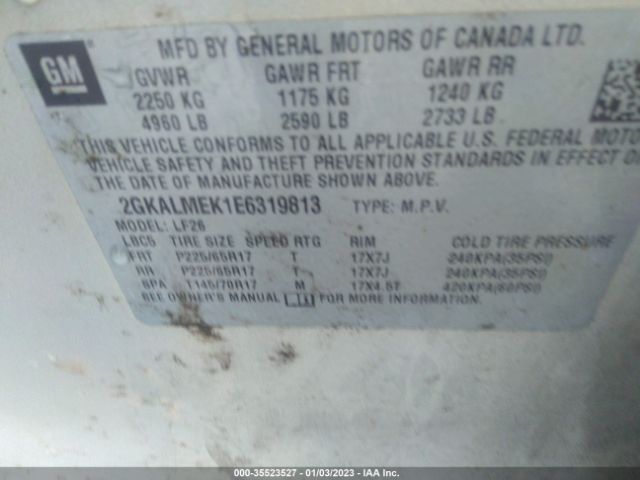 GM
MFD BY GENERAL MOTORS OF CANADA LTD.
GVWR GAWR FRT GAWR RR
2250 KG 1175 KG 1240 KG
4960 LB 2590 LB 2733 LB
THIS VEHICLE CONFORMS TO ALL APPLICABLE U.S. FEDERAL MOTOR
VEHICLE SAFETY AND THEFT PREVENTION STANDARDS IN EFFECT ON
THE DATE OF MANUFACTURE SHOWN ABOVE.
2GKALMEK1E6319813 TYPE: M.P.V.
MODEL: LF26
LBC5 TIRE SIZE SPEED RTG RIM COLD TIRE PRESSURE
FRT P225/65R17 T 17X7J 240KPA(35PSI)
RR P225/65R17 T 17X7J 240KPA(35PSI)
SPA T145/70R17 M 17X4.5T 420KPA(60PSI)
SEE OWNER'S MANUAL FOR MORE INFORMATION.
000-35523527 - 01/03/2023 - IAA Inc.